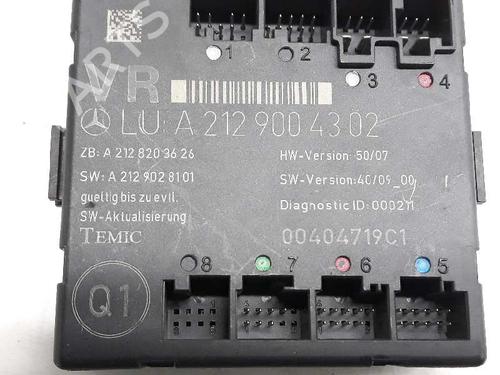 1 2 3 4
VR
LU: A 212 900 43 02
ZB: A 212 820 36 26
HW-Version: 50/07
SW: A 212 902 81 01
SW-Version: 40/09_00
gueltig bis zu evll.
Diagnostic ID: 000211
SW-Aktualisierung
TEMIC
00404719C1
8 7 6 5
Q1